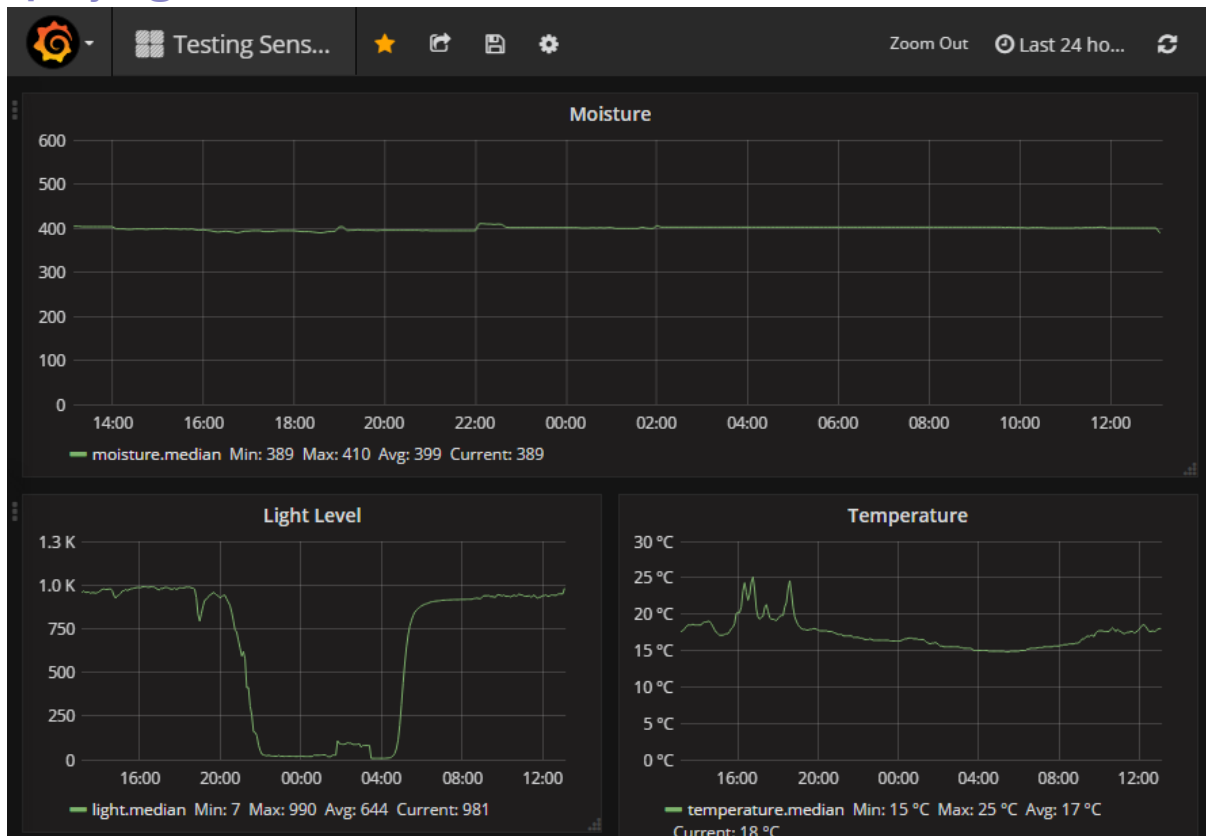 Testing Sens... Zoom Out Last 24 ho...
Moisture
600
500
400
300
200
100
0
14:00 16:00 18:00 20:00 22:00 00:00 02:00 04:00 06:00 08:00 10:00 12:00
moisture.median Min: 389 Max: 410 Avg: 399 Current: 389
Light Level
1.3 K
1.0 K
750
500
250
0
16:00 20:00 00:00 04:00 08:00 12:00
light.median Min: 7 Max: 990 Avg: 644 Current: 981
Temperature
30 °C
25 °C
20 °C
15 °C
10 °C
5 °C
0 °C
16:00 20:00 00:00 04:00 08:00 12:00
temperature.median Min: 15 °C Max: 25 °C Avg: 17 °C
Current: 18 °C